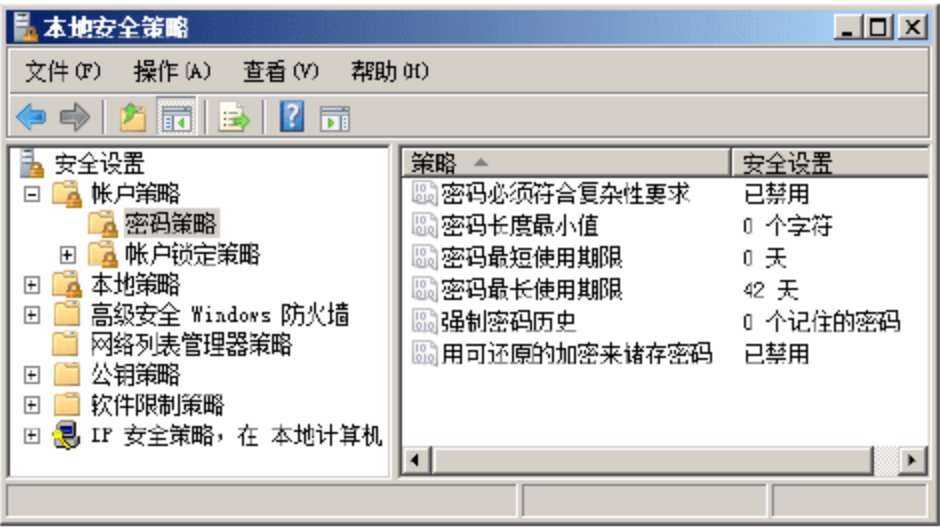 本地安全策略
文件(F) 操作(A) 查看(V) 帮助(H)
安全设置
帐户策略
密码策略
帐户锁定策略
本地策略
高级安全 Windows 防火墙
网络列表管理器策略
公钥策略
软件限制策略
IP 安全策略，在 本地计算机
策略 安全设置
密码必须符合复杂性要求 已禁用
密码长度最小值 0 个字符
密码最短使用期限 0 天
密码最长使用期限 42 天
强制密码历史 0 个记住的密码
用可还原的加密来储存密码 已禁用